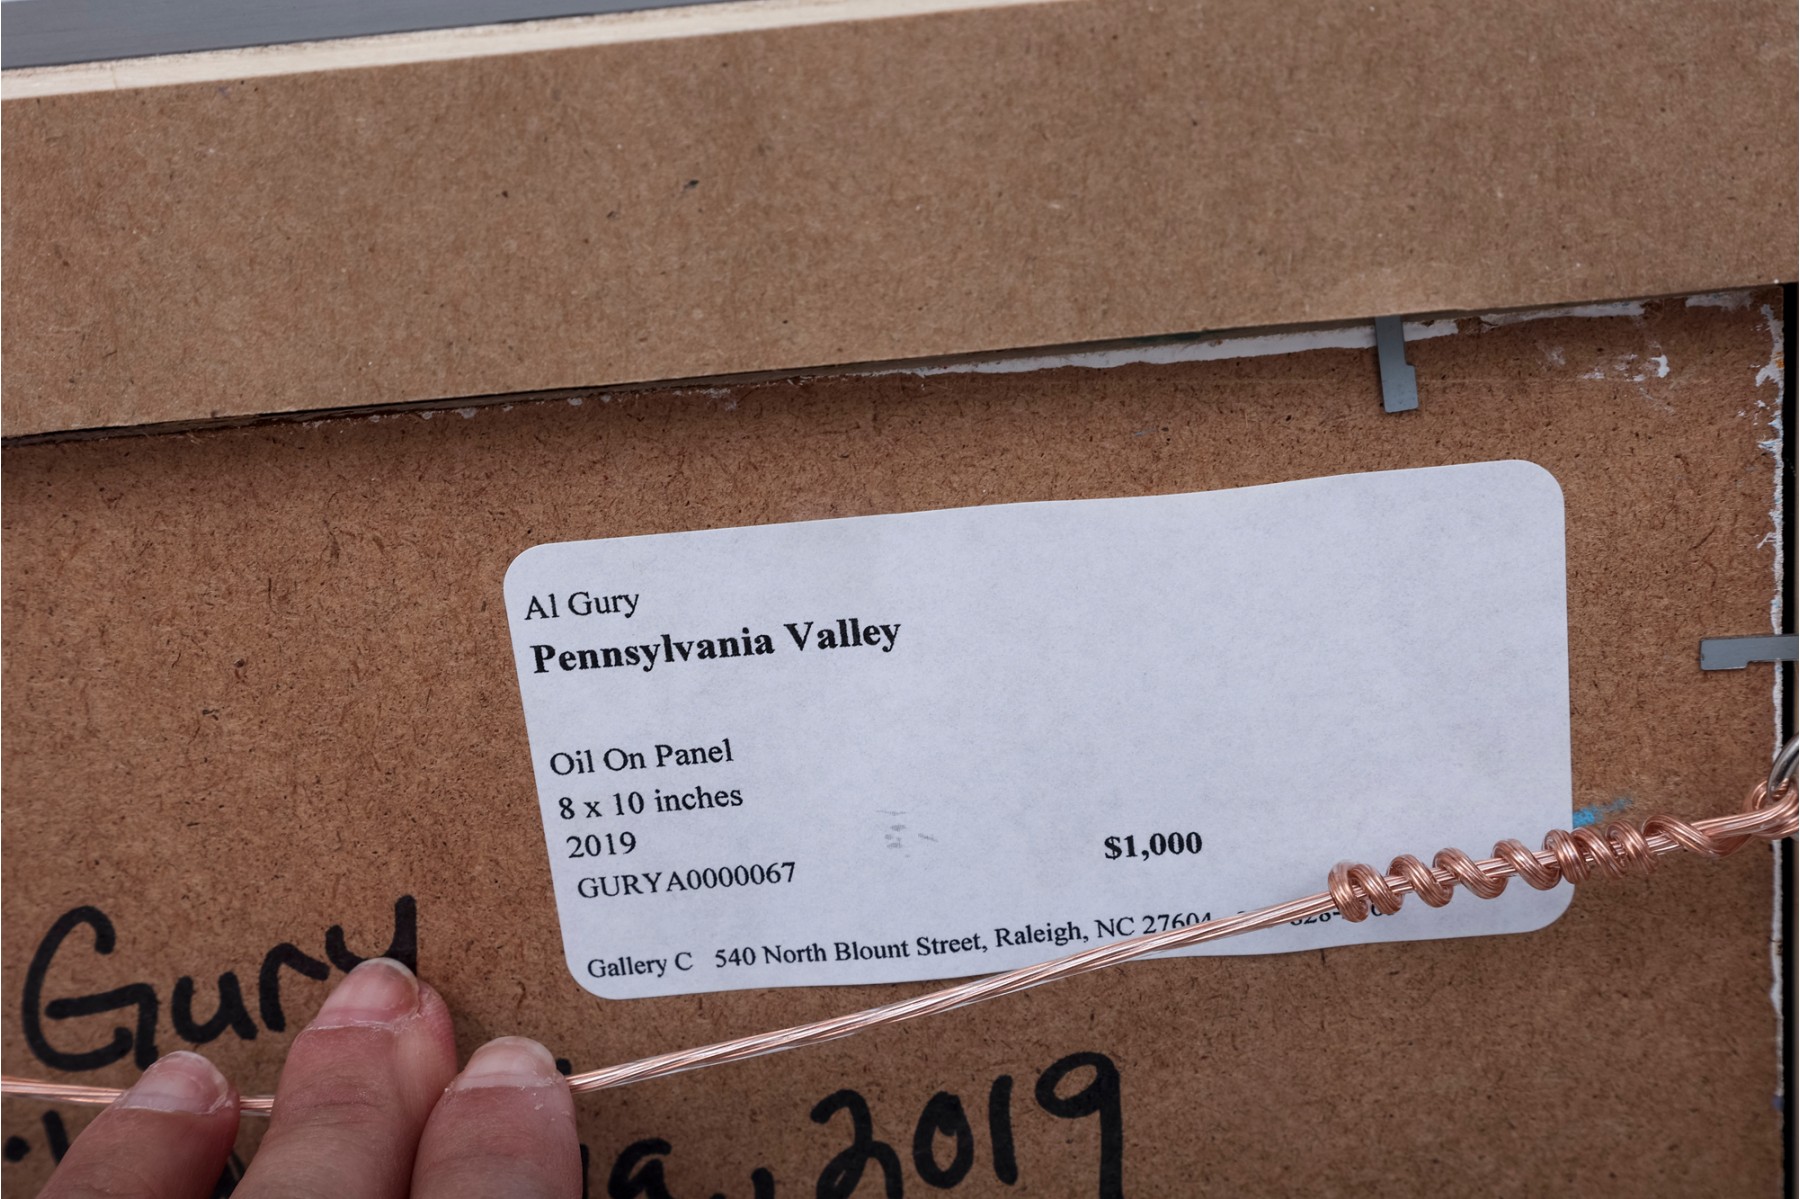 Al Gury
Pennsylvania Valley
Oil On Panel
8 x 10 inches
2019
$1,000
GURYA0000067
Gallery C 540 North Blount Street, Raleigh, NC 27604
Gury
2019